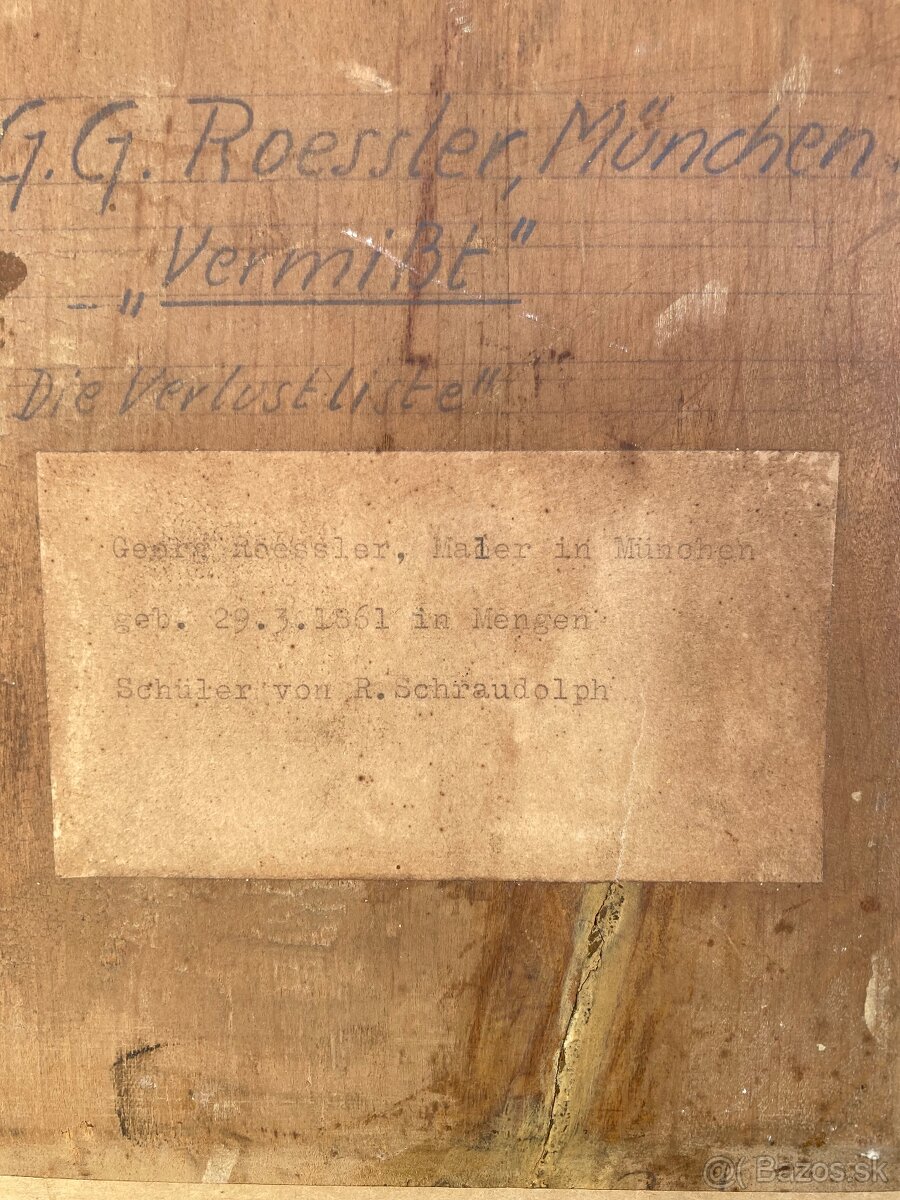 G.G. Roessler, München.
– „Vermißt"
Die Verlustliste"
Georg Roessler, Maler in München
geb. 29.3.1861 in Mengen
Schüler von R.Schraudolph
@( Bazos.sk